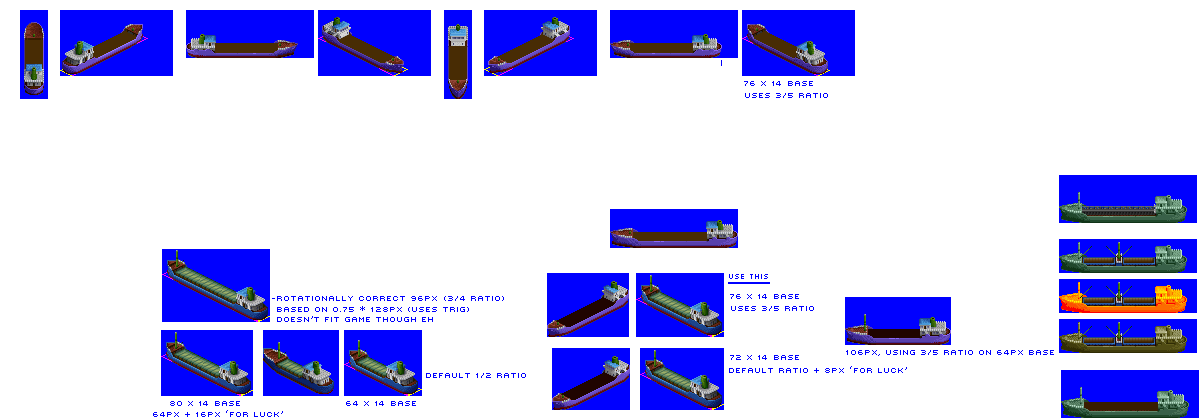 76 X 14 BASE
USES 3/5 RATIO
USE THIS
-ROTATIONALLY CORRECT 96PX (3/4 RATIO)
BASED ON 0.75 * 128PX (USES TRIG)
DOESN'T FIT GAME THOUGH EH
76 X 14 BASE
USES 3/5 RATIO
106PX, USING 3/5 RATIO ON 64PX BASE
72 X 14 BASE
DEFAULT RATIO + 8PX 'FOR LUCK'
DEFAULT 1/2 RATIO
80 X 14 BASE
64 X 14 BASE
64PX + 16PX 'FOR LUCK'